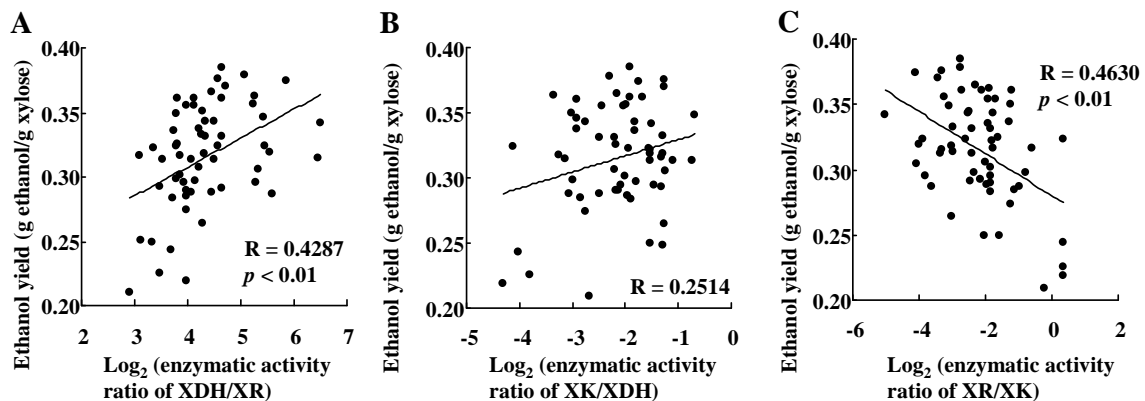 A
Ethanol yield (g ethanol/g xylose)
0.40
0.35
0.30
0.25
0.20
R = 0.4287
p < 0.01
2 3 4 5 6 7
Log2 (enzymatic activity
ratio of XDH/XR)
B
Ethanol yield (g ethanol/g xylose)
0.40
0.35
0.30
0.25
0.20
R = 0.2514
-5 -4 -3 -2 -1 0
Log2 (enzymatic activity
ratio of XK/XDH)
C
Ethanol yield (g ethanol/g xylose)
0.40
0.35
0.30
0.25
0.20
R = 0.4630
p < 0.01
-6 -4 -2 0 2
Log2 (enzymatic activity
ratio of XR/XK)